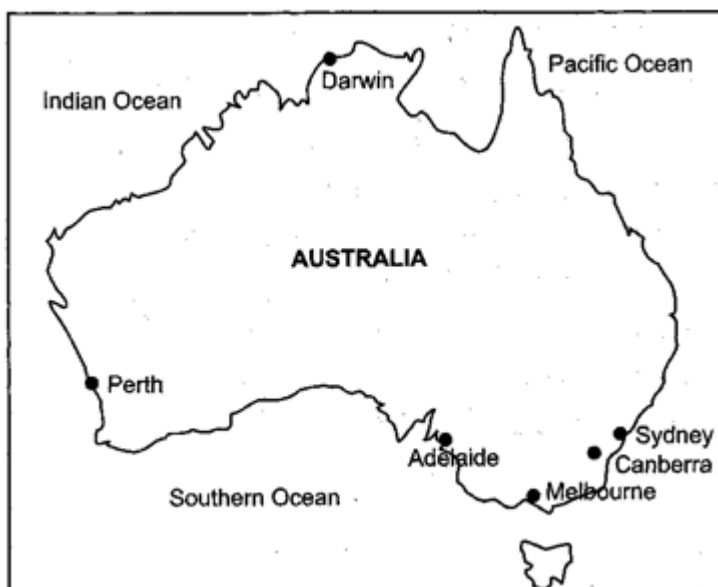 Pacific Ocean
Darwin
Indian Ocean
AUSTRALIA
Perth
Sydney
Adelaide
Canberra
Melbourne
Southern Ocean